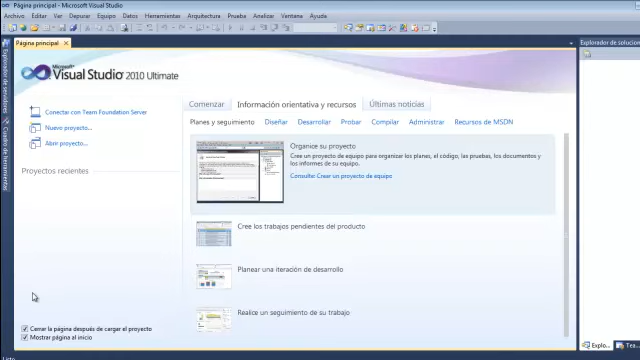 Página principal - Microsoft Visual Studio
Archivo Editar Ver Depurar Equipo Datos Herramientas Arquitectura Prueba Analizar Ventana Ayuda
Página principal
Explorador de solucion
Explorador de servidores
Cuadro de herramientas
Microsoft
Visual Studio 2010 Ultimate
Conectar con Team Foundation Server
Nuevo proyecto...
Abrir proyecto...
Proyectos recientes
Comenzar Información orientativa y recursos Últimas noticias
Planes y seguimiento Diseñar Desarrollar Probar Compilar Administrar Recursos de MSDN
Organice su proyecto
Cree un proyecto de equipo para organizar los planes, el código, las pruebas, los documentos y
los informes de su equipo.
Consulte: Crear un proyecto de equipo
Cree los trabajos pendientes del producto
Planear una iteración de desarrollo
Realice un seguimiento de su trabajo
Cerrar la página después de cargar el proyecto
Mostrar página al inicio
Explo... Tea...
Listo